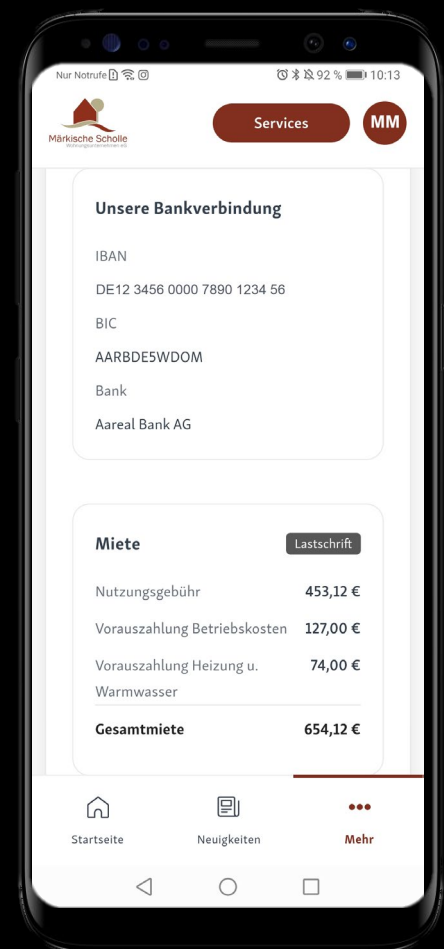 Nur Notrufe 92 % 10:13
Märkische Scholle
Wohnungsunternehmen eG
Services
MM
Unsere Bankverbindung
IBAN
DE12 3456 0000 7890 1234 56
BIC
AARBDE5WDOM
Bank
Aareal Bank AG
Miete Lastschrift
Nutzungsgebühr 453,12 €
Vorauszahlung Betriebskosten 127,00 €
Vorauszahlung Heizung u. 74,00 €
Warmwasser
Gesamtmiete 654,12 €
Startseite Neuigkeiten Mehr